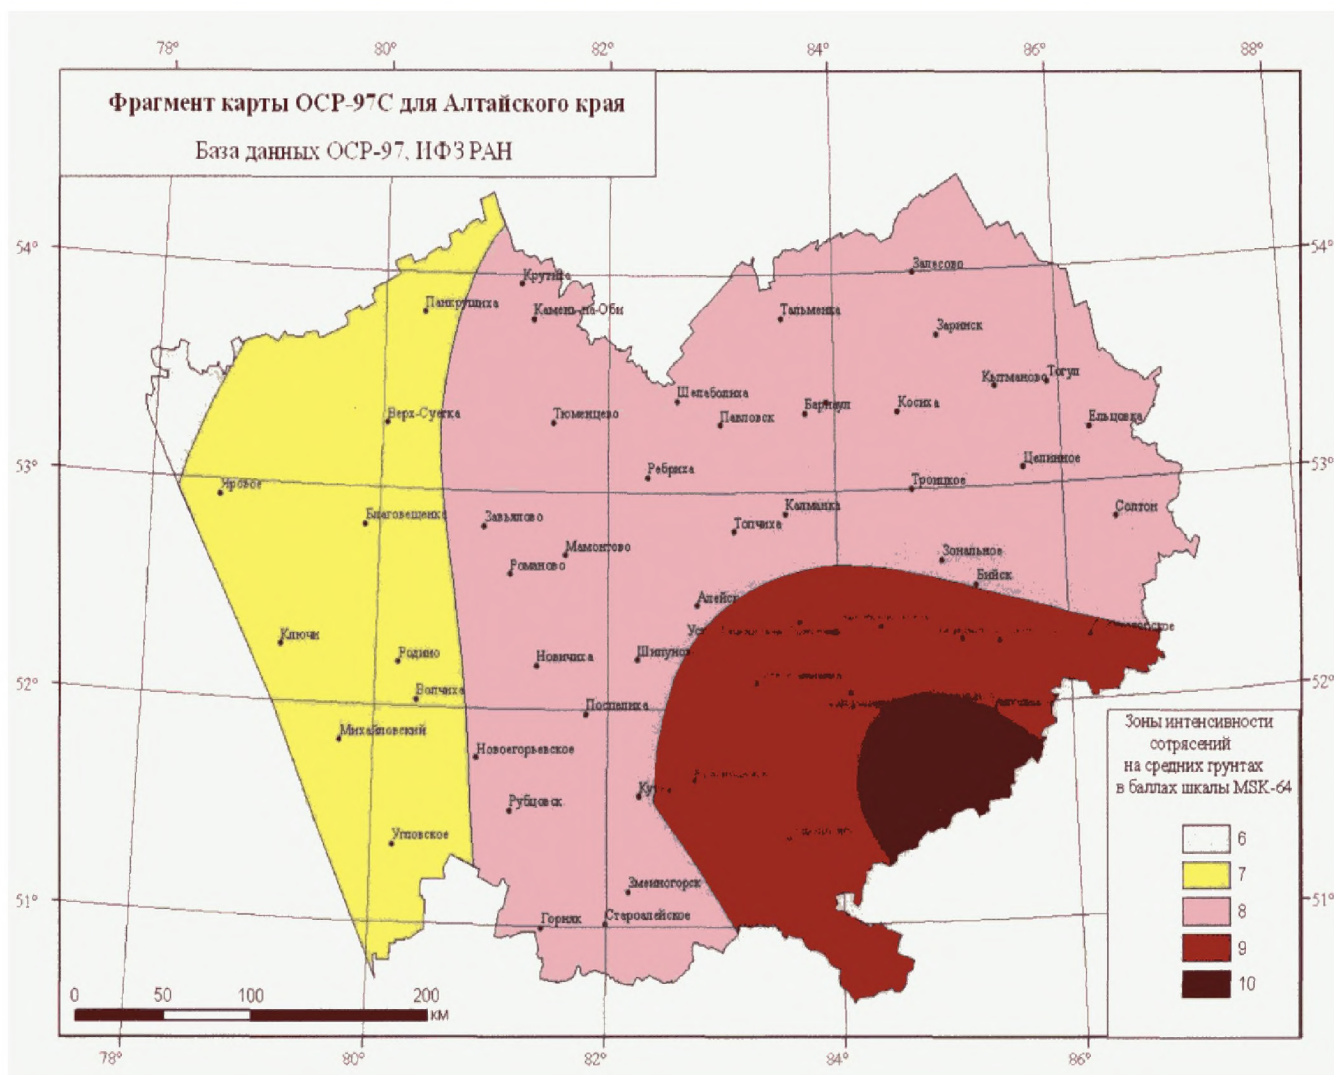 78° 80° 82° 84° 86° 88°
Фрагмент карты ОСР-97С для Алтайского края
База данных ОСР-97, ИФЗ РАН
54° 54°
Залесово
Крутиха
Панкрушиха
Камень-на-Оби
Тальменка
Заринск
Кытманово
Тогул
Шелаболиха
Верх-Суетка
Тюменцево
Павловск
Барнаул
Косиха
Ельцовка
53° 53°
Целинное
Ребриха
Яровое
Троицкое
Благовещенка
Завьялово
Калманка
Топчиха
Солтон
Мамонтово
Романово
Зональное
Бийск
Алейск
Ключи
Родино
Новичиха
Шипуново
52° 52°
Волчиха
Поспелиха
Михайловский
Новоегорьевское
Рубцовск
Угловское
Змеиногорск
Горняк
Староалейское
51° 51°
Зоны интенсивности
сотрясений
на средних грунтах
в баллах шкалы MSK-64
6
7
8
9
10
0 50 100 200
км
78° 80° 82° 84° 86°